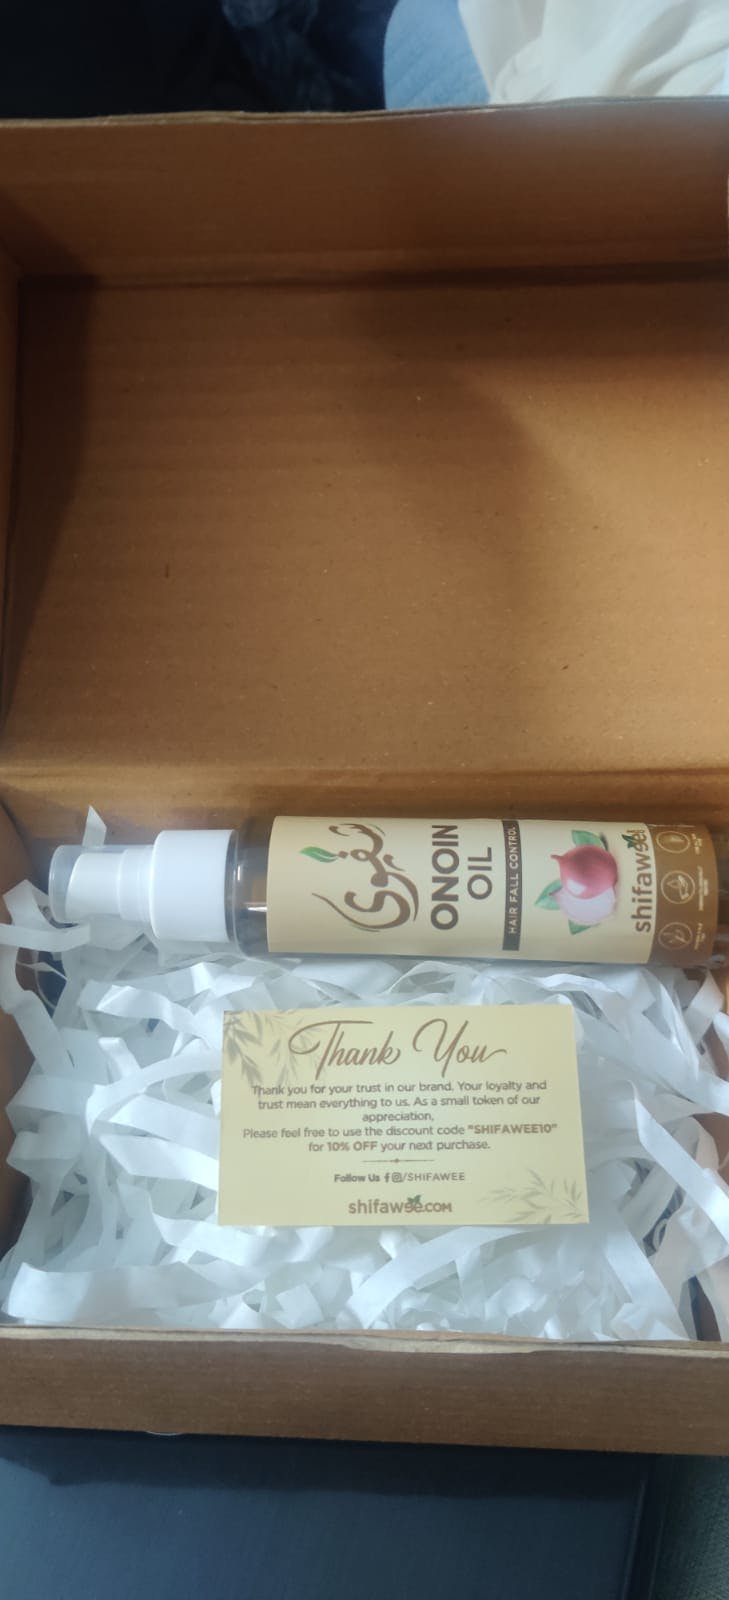 شفیوی
ONOIN
OIL
HAIR FALL CONTROL
shifawee
Thank You
Thank you for your trust in our brand. Your loyalty and
trust mean everything to us. As a small token of our
appreciation,
Please feel free to use the discount code "SHIFAWEE10"
for 10% OFF your next purchase.
Follow Us f /SHIFAWEE
shifawee.COM